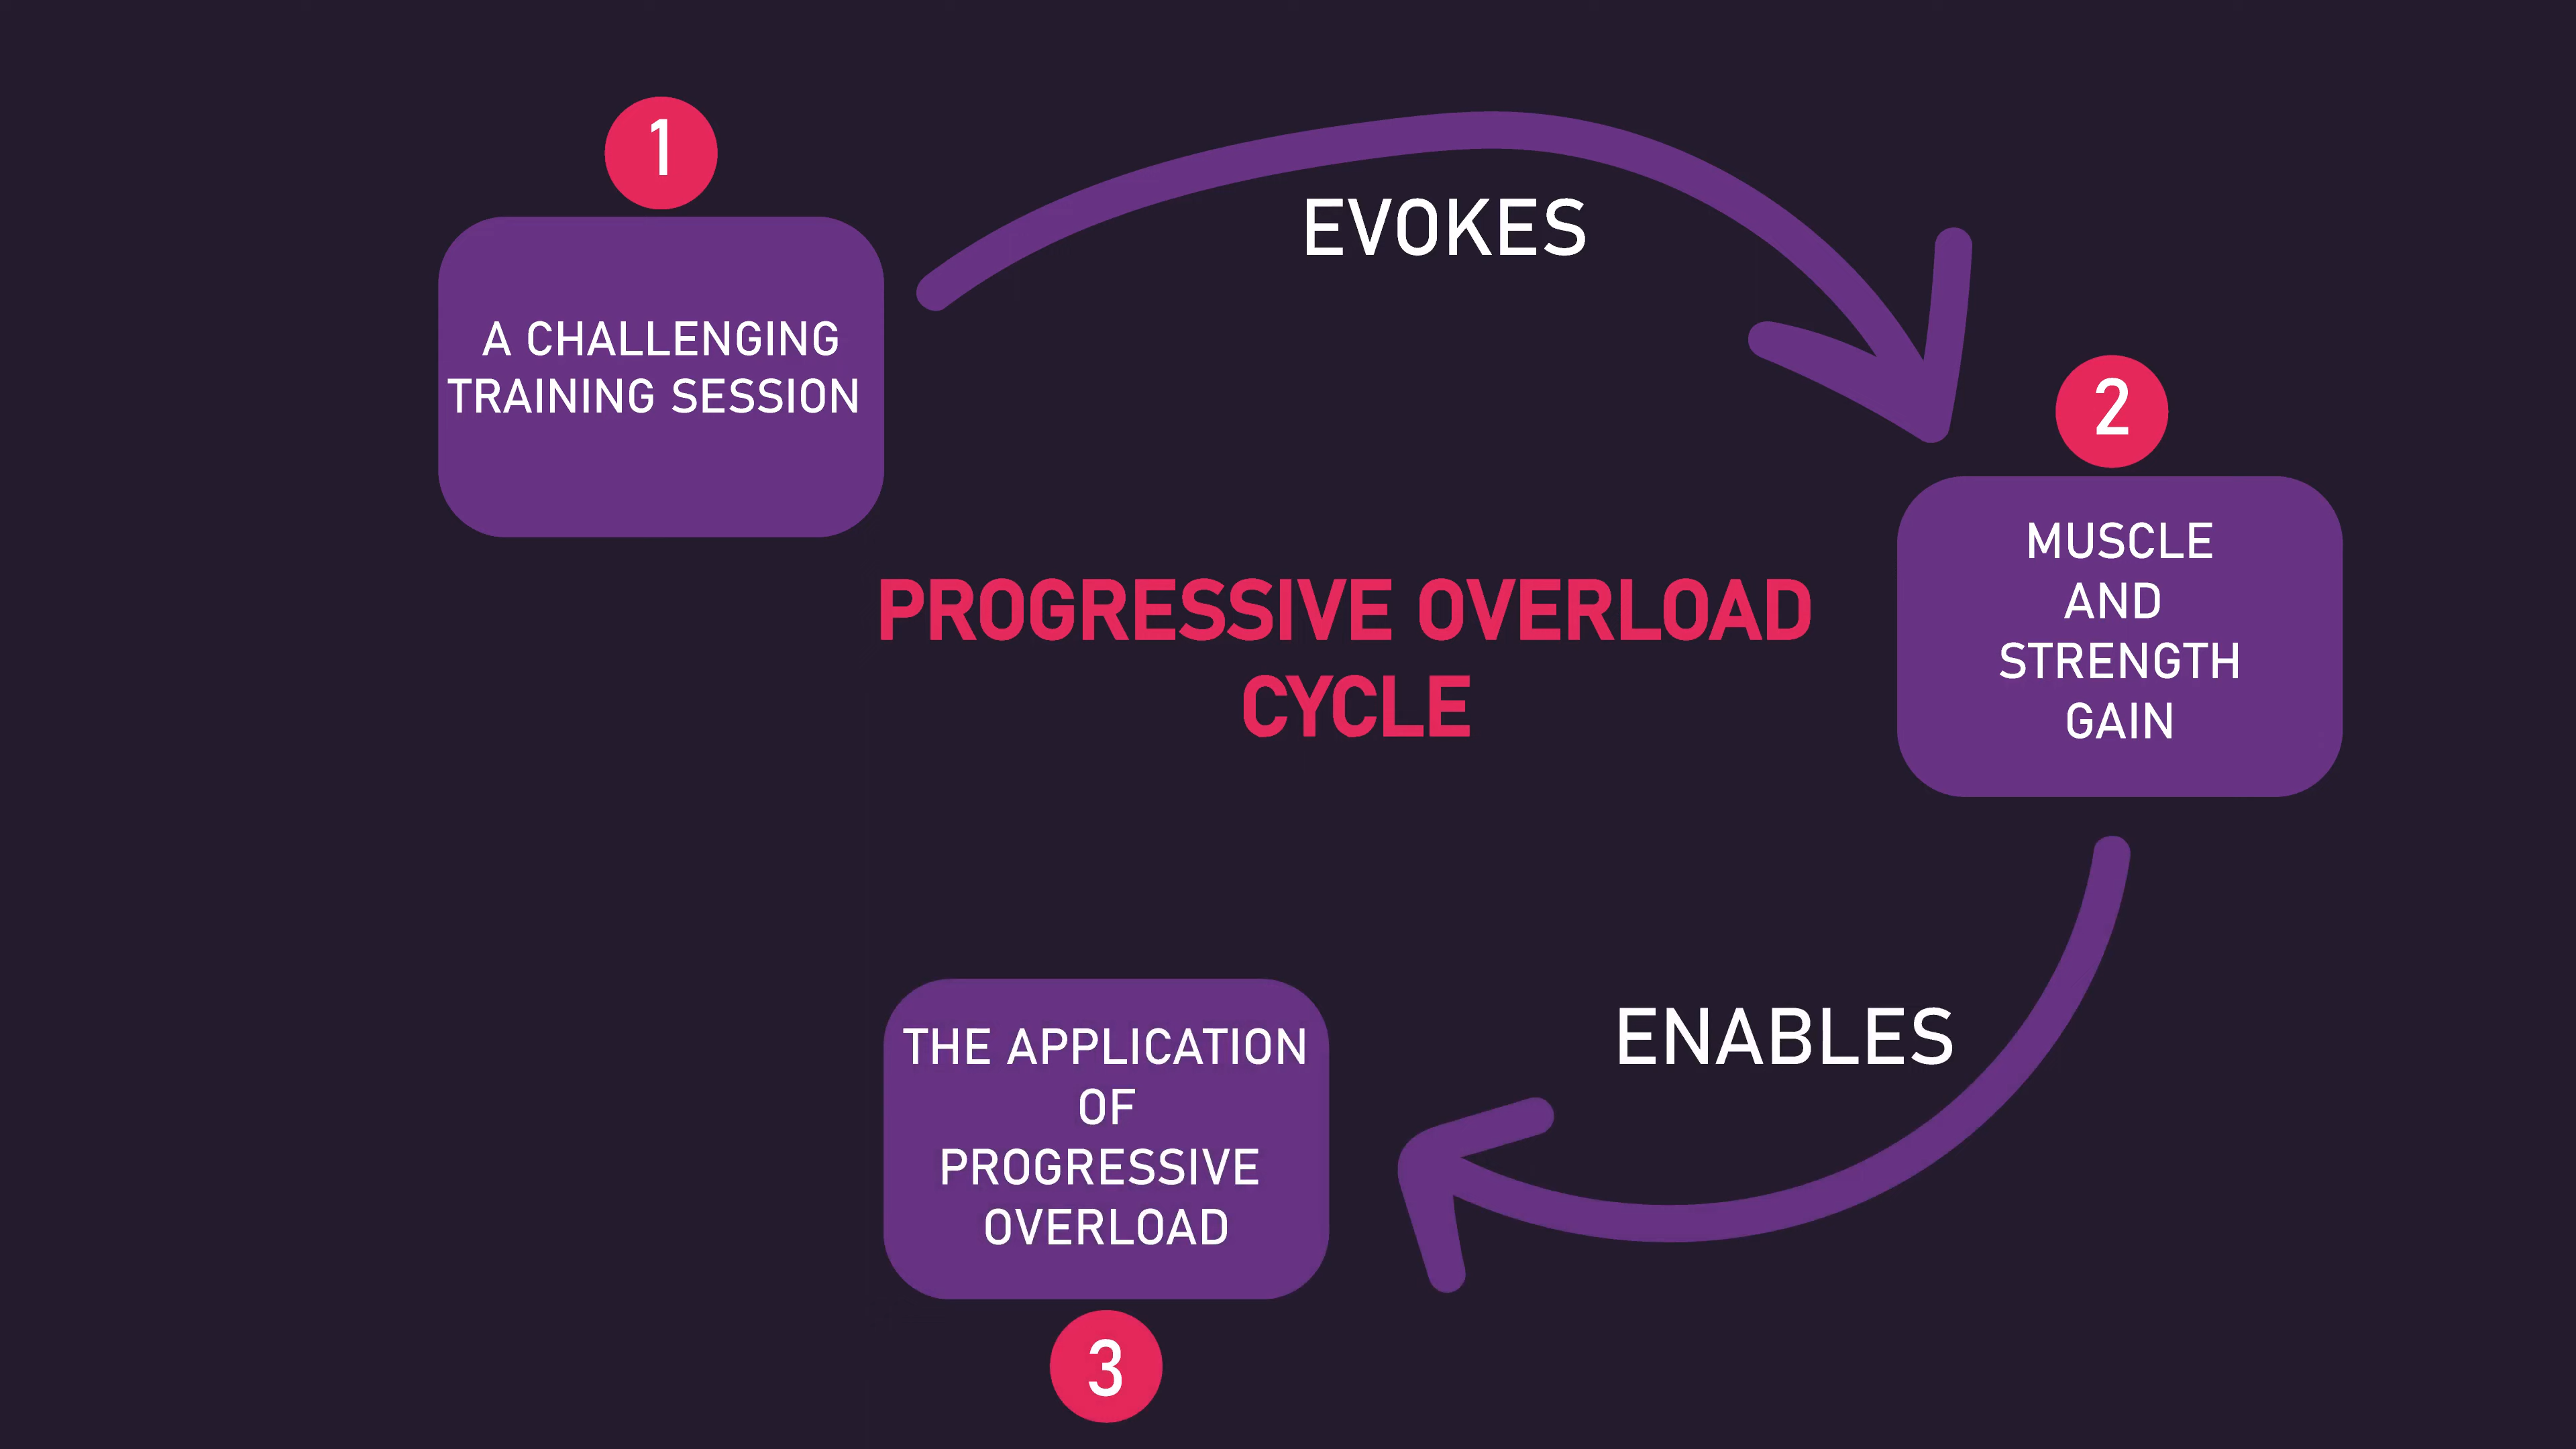 1
A CHALLENGING
TRAINING SESSION
EVOKES
2
MUSCLE
AND
STRENGTH
GAIN
PROGRESSIVE OVERLOAD
CYCLE
ENABLES
THE APPLICATION
OF
PROGRESSIVE
OVERLOAD
3